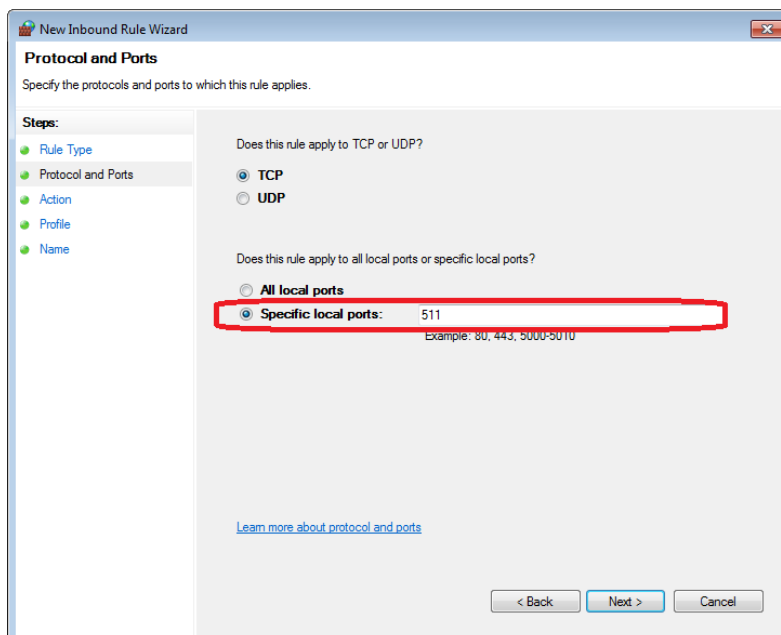 New Inbound Rule Wizard
Protocol and Ports
Specify the protocols and ports to which this rule applies.
Steps:
Rule Type
Protocol and Ports
Action
Profile
Name
Does this rule apply to TCP or UDP?
TCP
UDP
Does this rule apply to all local ports or specific local ports?
All local ports
Specific local ports: 511
Example: 80, 443, 5000-5010
Learn more about protocol and ports
< Back Next > Cancel